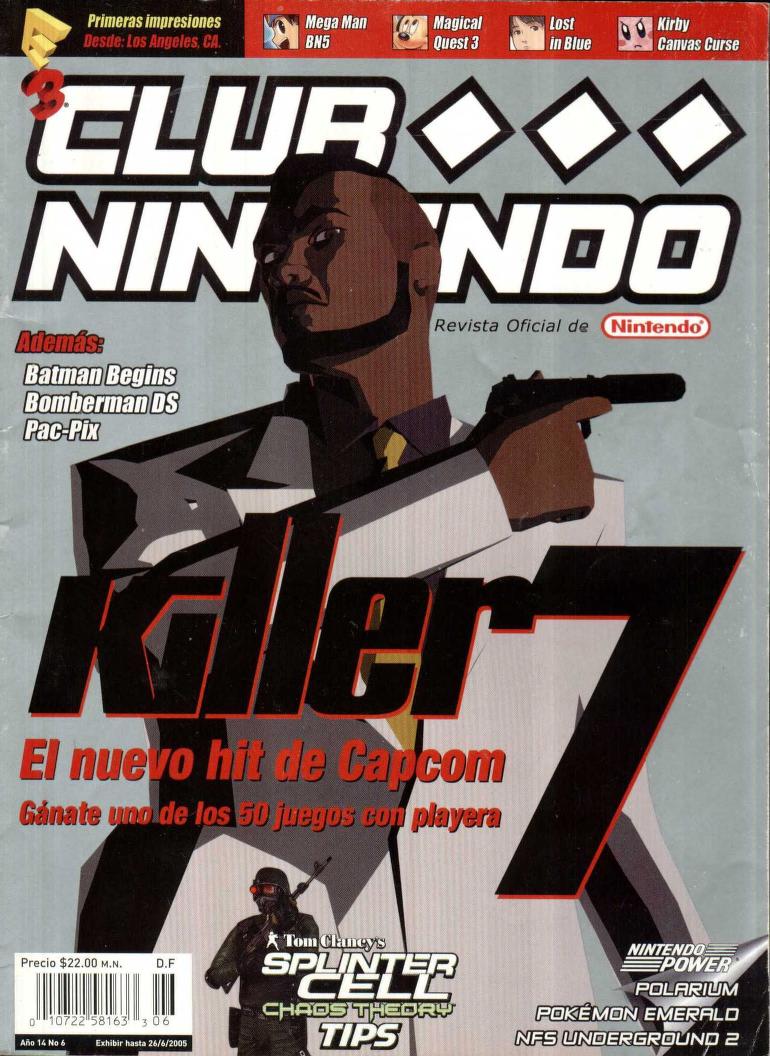 E3
Primeras impresiones
Desde: Los Angeles, CA.
Mega Man
BN5
Magical
Quest 3
Lost
in Blue
Kirby
Canvas Curse
CLUB
NINTENDO
Revista Oficial de Nintendo®
Además:
Batman Begins
Bomberman DS
Pac-Pix
Killer7
El nuevo hit de Capcom
Gánate uno de los 50 juegos con playera
Tom Clancy's
SPLINTER
CELL
CHAOS THEORY
TIPS
Precio $22.00 M.N. D.F
0 10722 58163 3 06
Año 14 No 6 Exhibir hasta 26/6/2005
NINTENDO
POWER
POLARIUM
POKÉMON EMERALD
NFS UNDERGROUND 2